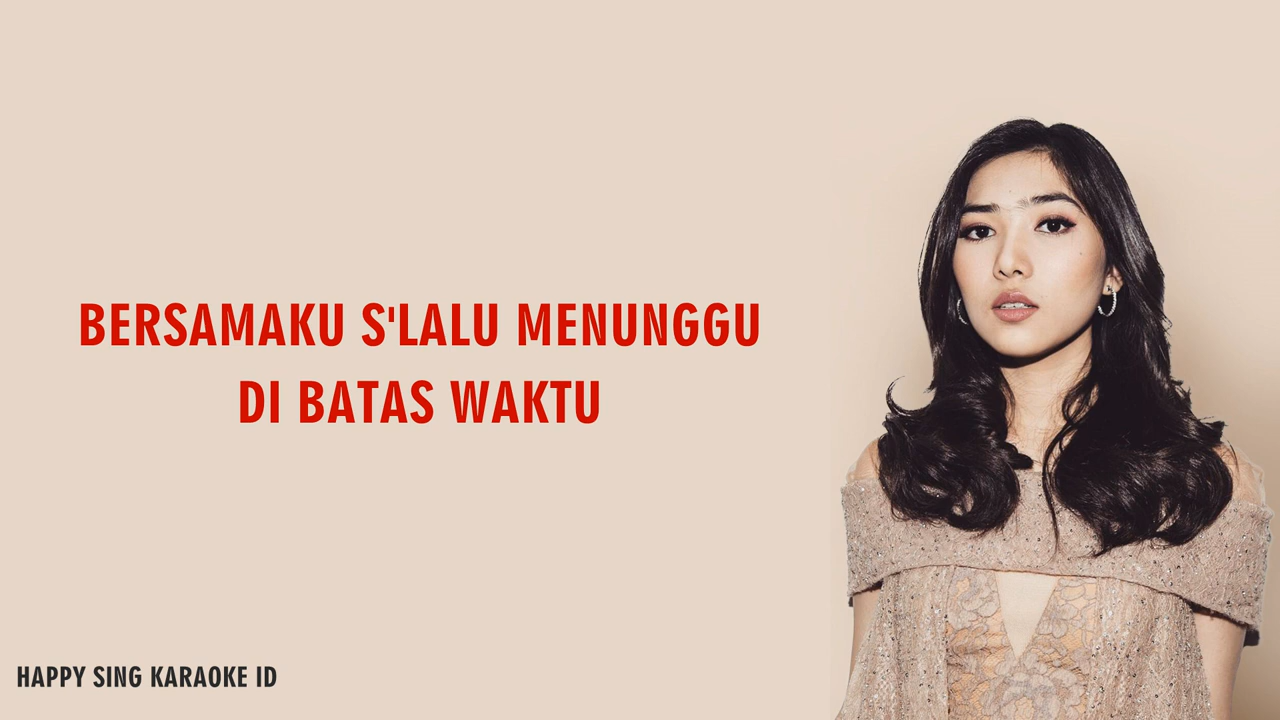 BERSAMAKU S'LALU MENUNGGU
DI BATAS WAKTU
HAPPY SING KARAOKE ID